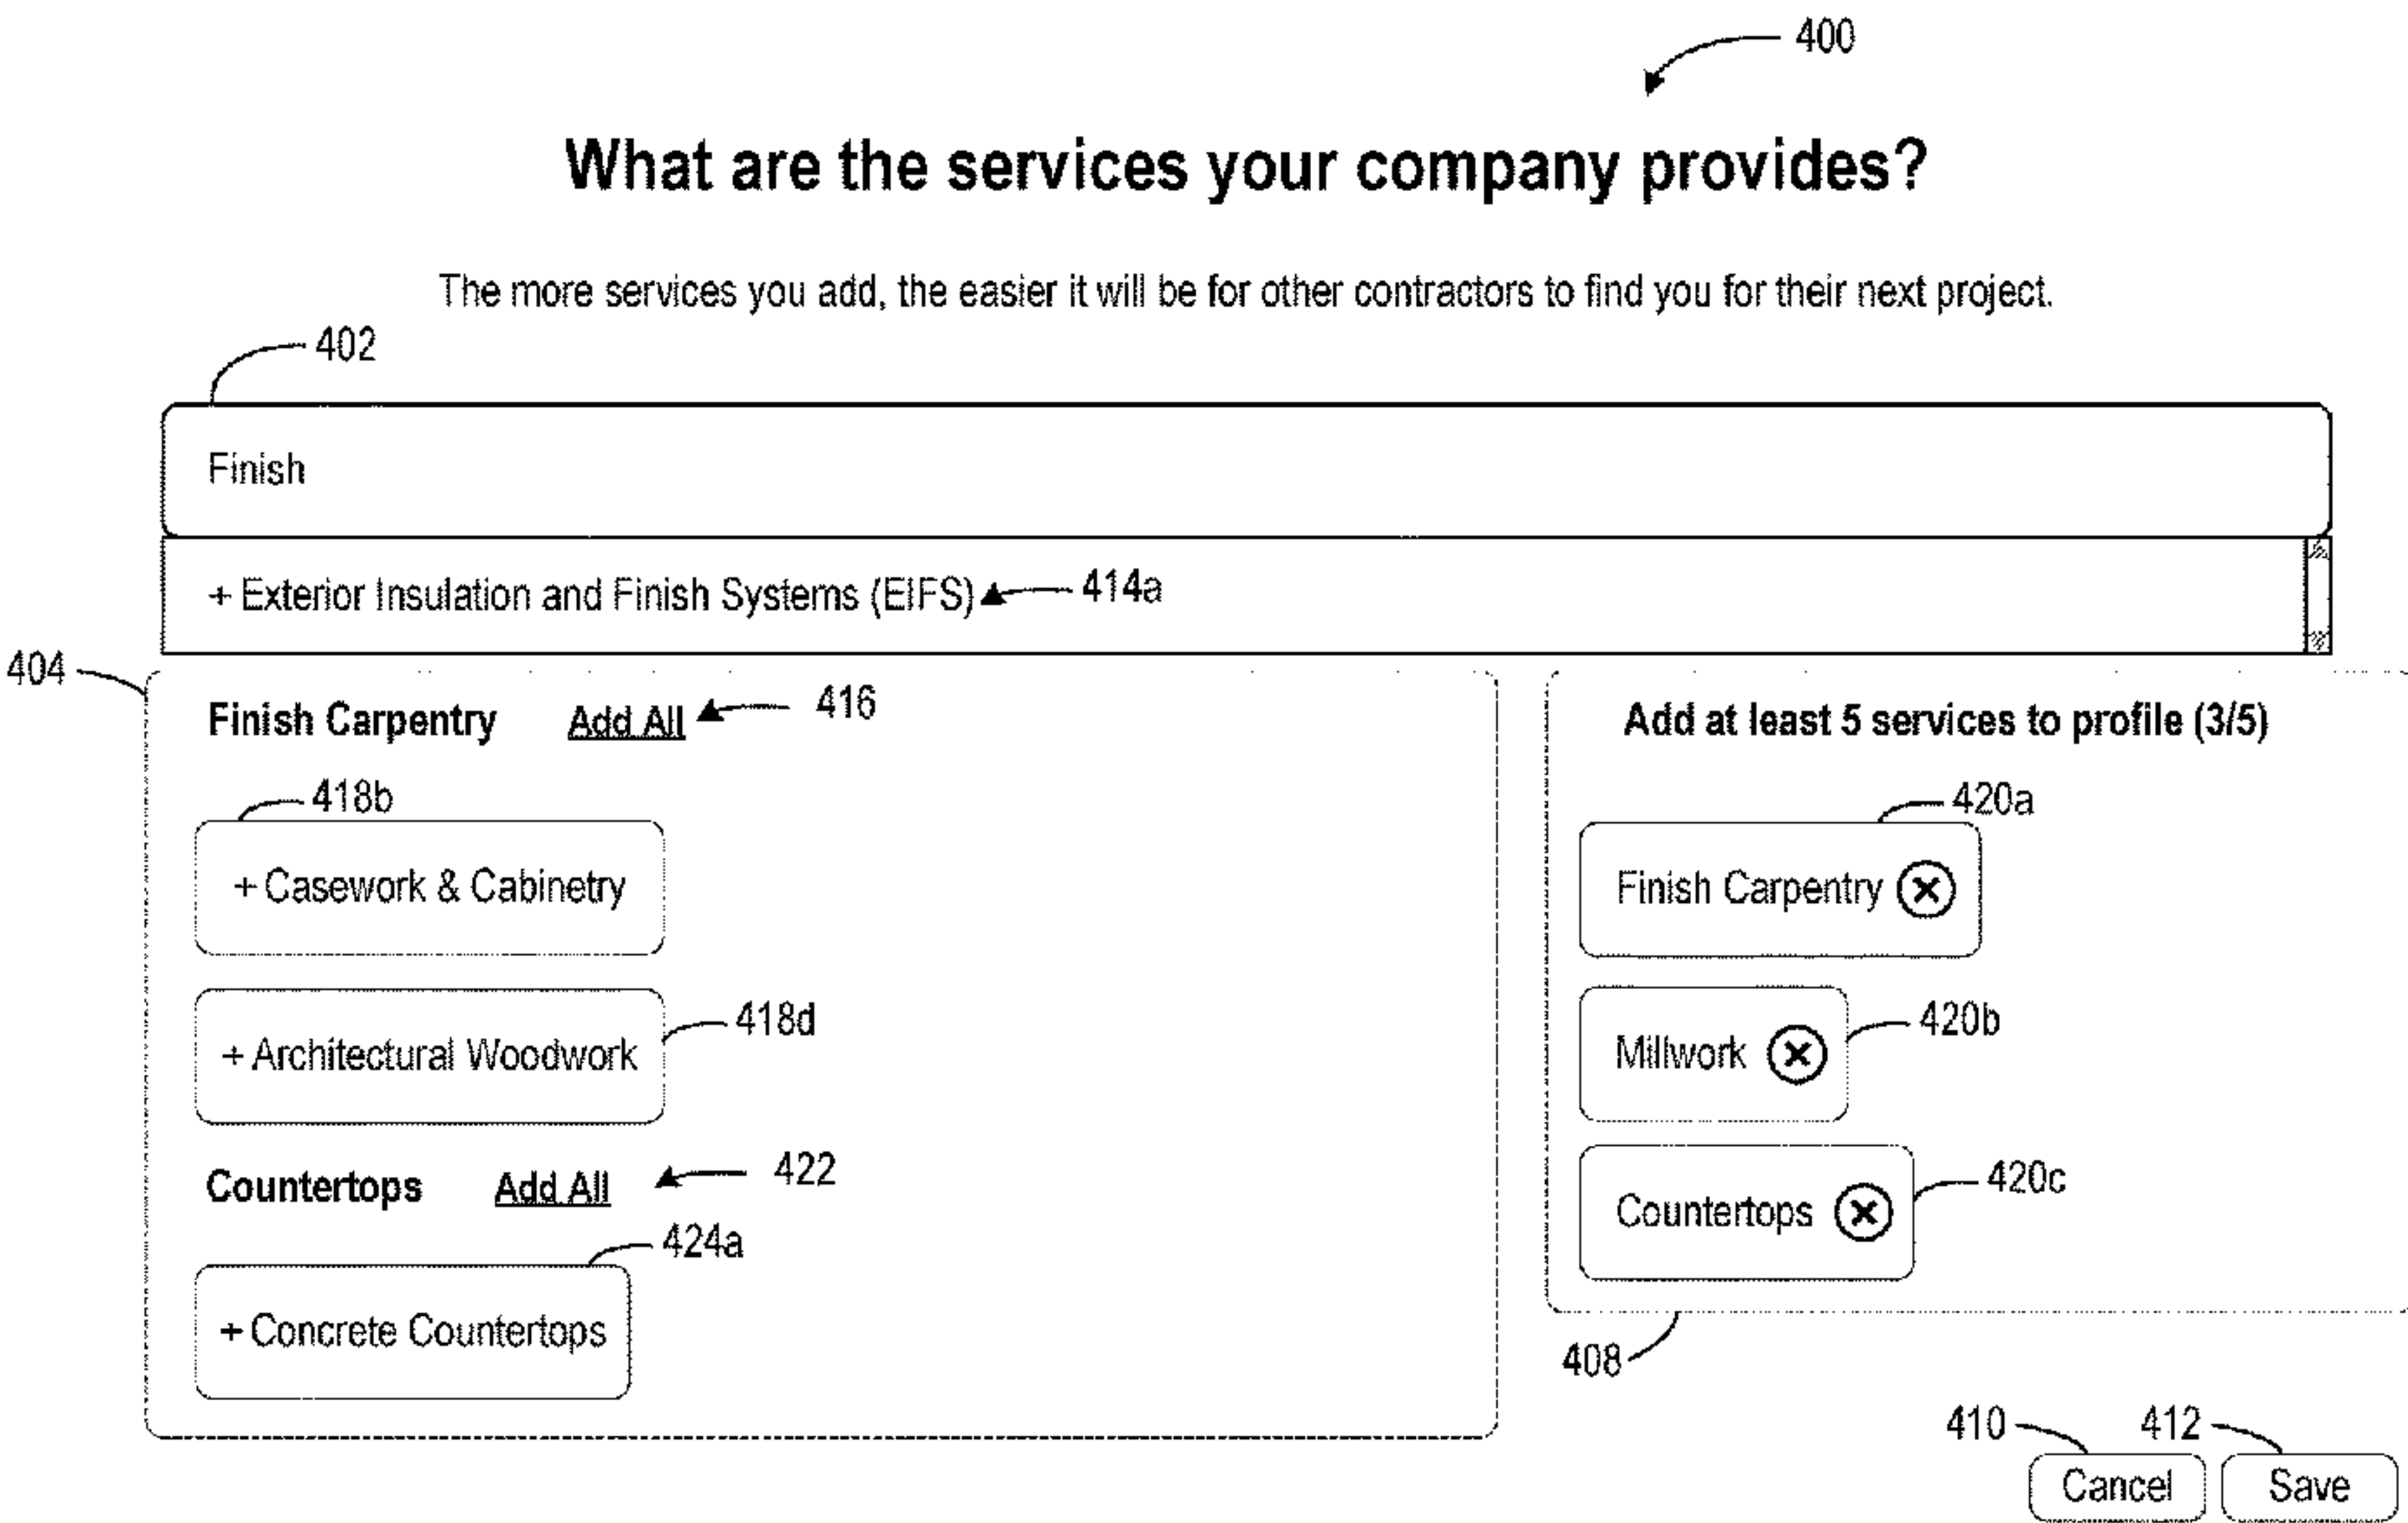 400
What are the services your company provides?
The more services you add, the easier it will be for other contractors to find you for their next project.
402
Finish
+ Exterior Insulation and Finish Systems (EIFS) 414a
404
Finish Carpentry Add All 416
418b
+ Casework & Cabinetry
+ Architectural Woodwork 418d
Countertops Add All 422
424a
+ Concrete Countertops
Add at least 5 services to profile (3/5)
420a
Finish Carpentry
Millwork 420b
Countertops 420c
408
410 412
Cancel Save